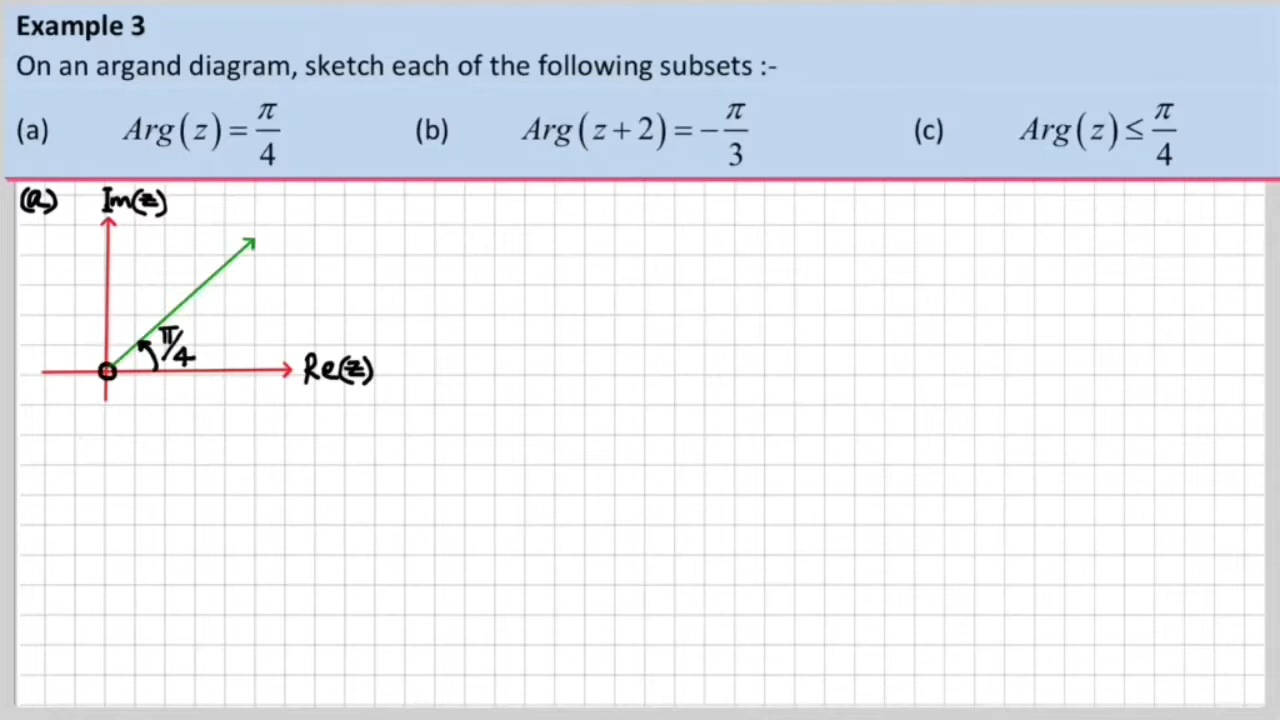 Example 3
On an argand diagram, sketch each of the following subsets :-
(a) Arg(z) = π/4 (b) Arg(z + 2) = −π/3 (c) Arg(z) ≤ π/4
(a) Im(z)
π/4
Re(z)